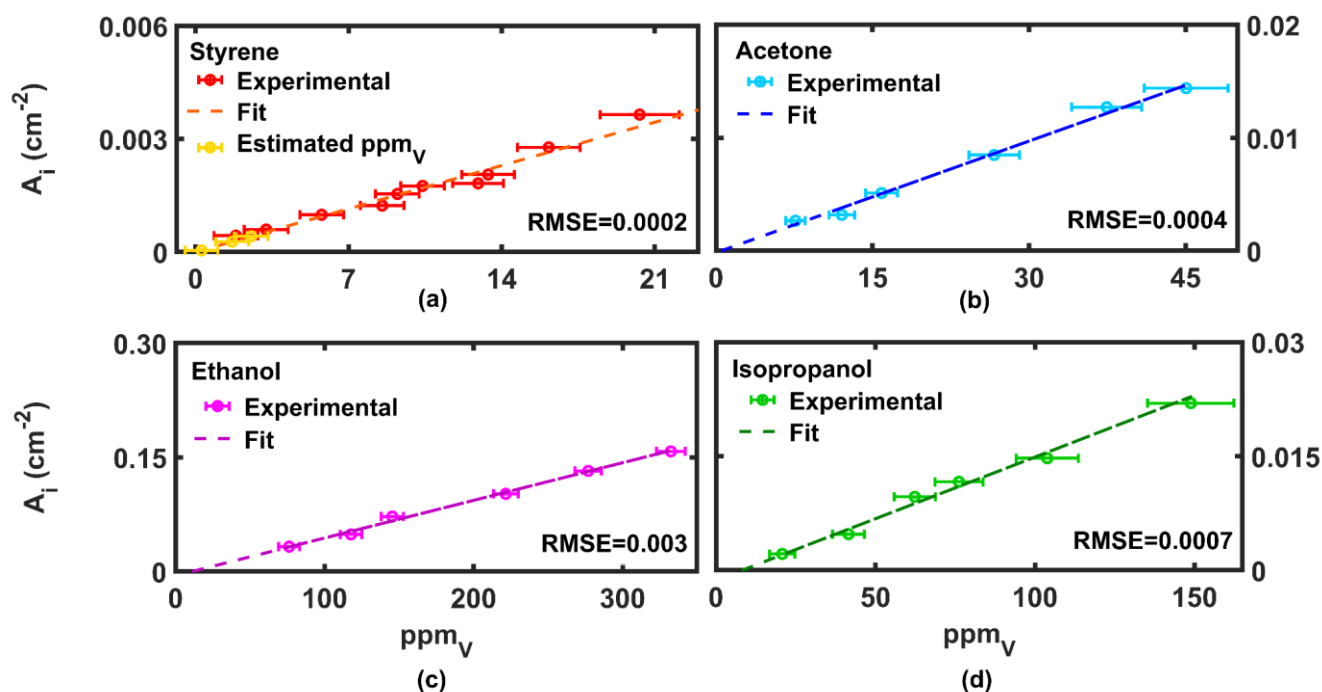 0.006
Styrene
Experimental
Fit
Estimated ppmV
0.003
0
RMSE=0.0002
0 7 14 21
(a)
Ai (cm-2)
0.02
Acetone
Experimental
Fit
0.01
0
RMSE=0.0004
15 30 45
(b)
0.30
Ethanol
Experimental
Fit
0.15
0
RMSE=0.003
0 100 200 300
ppmV
(c)
Ai (cm-2)
0.03
Isopropanol
Experimental
Fit
0.015
0
RMSE=0.0007
0 50 100 150
ppmV
(d)